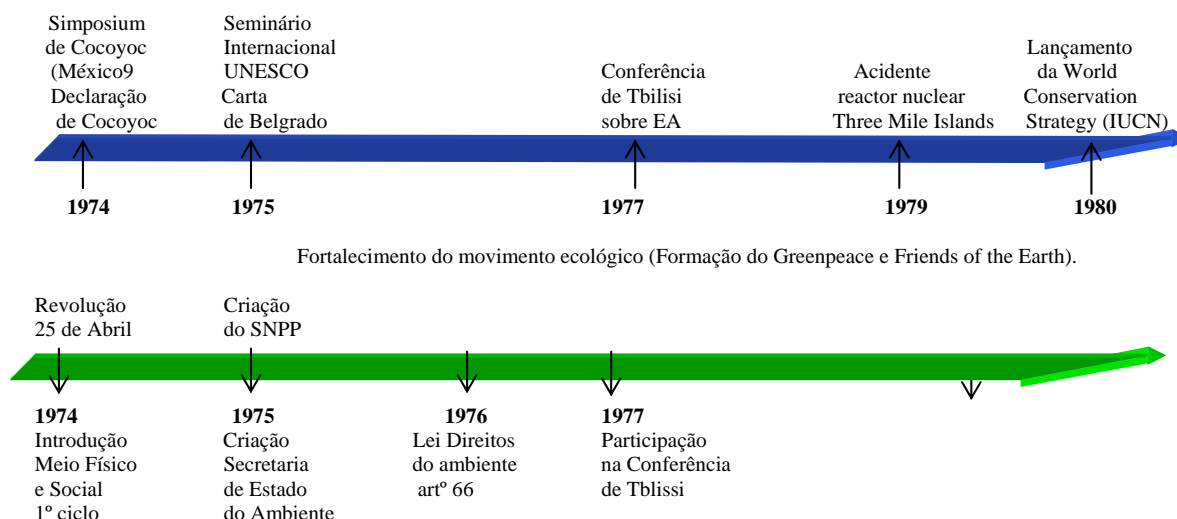 Simposium
de Cocoyoc
(México9
Declaração
de Cocoyoc
Seminário
Internacional
UNESCO
Carta
de Belgrado
Conferência
de Tbilisi
sobre EA
Acidente
reactor nuclear
Three Mile Islands
Lançamento
da World
Conservation
Strategy (IUCN)
1974
1975
1977
1979
1980
Fortalecimento do movimento ecológico (Formação do Greenpeace e Friends of the Earth).
Revolução
25 de Abril
Criação
do SNPP
1974
Introdução
Meio Físico
e Social
1º ciclo
1975
Criação
Secretaria
de Estado
do Ambiente
1976
Lei Direitos
do ambiente
artº 66
1977
Participação
na Conferência
de Tblissi